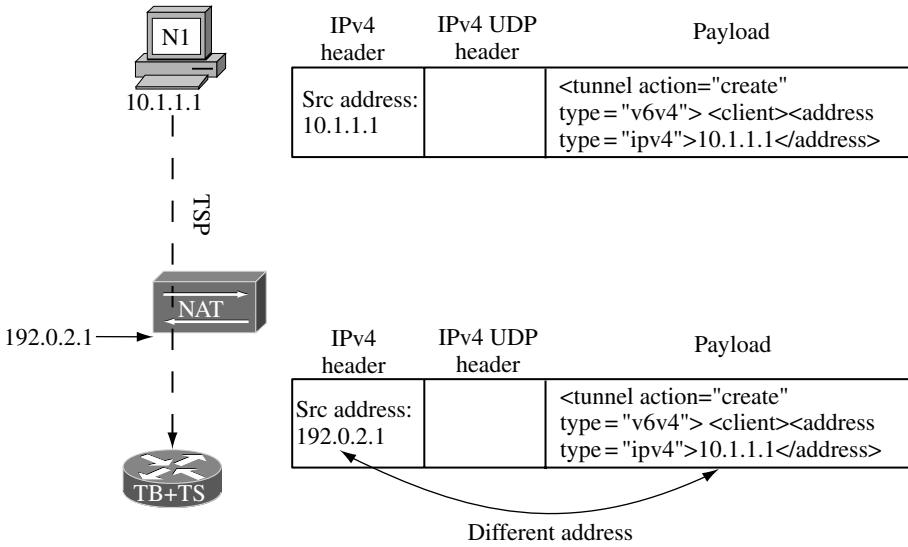 N1
10.1.1.1
TSP
NAT
192.0.2.1
TB+TS
IPv4
header
IPv4 UDP
header
Payload
Src address:
10.1.1.1
<tunnel action="create"
type = "v6v4"> <client><address
type = "ipv4">10.1.1.1</address>
IPv4
header
IPv4 UDP
header
Payload
Src address:
192.0.2.1
<tunnel action="create"
type = "v6v4"> <client><address
type = "ipv4">10.1.1.1</address>
Different address